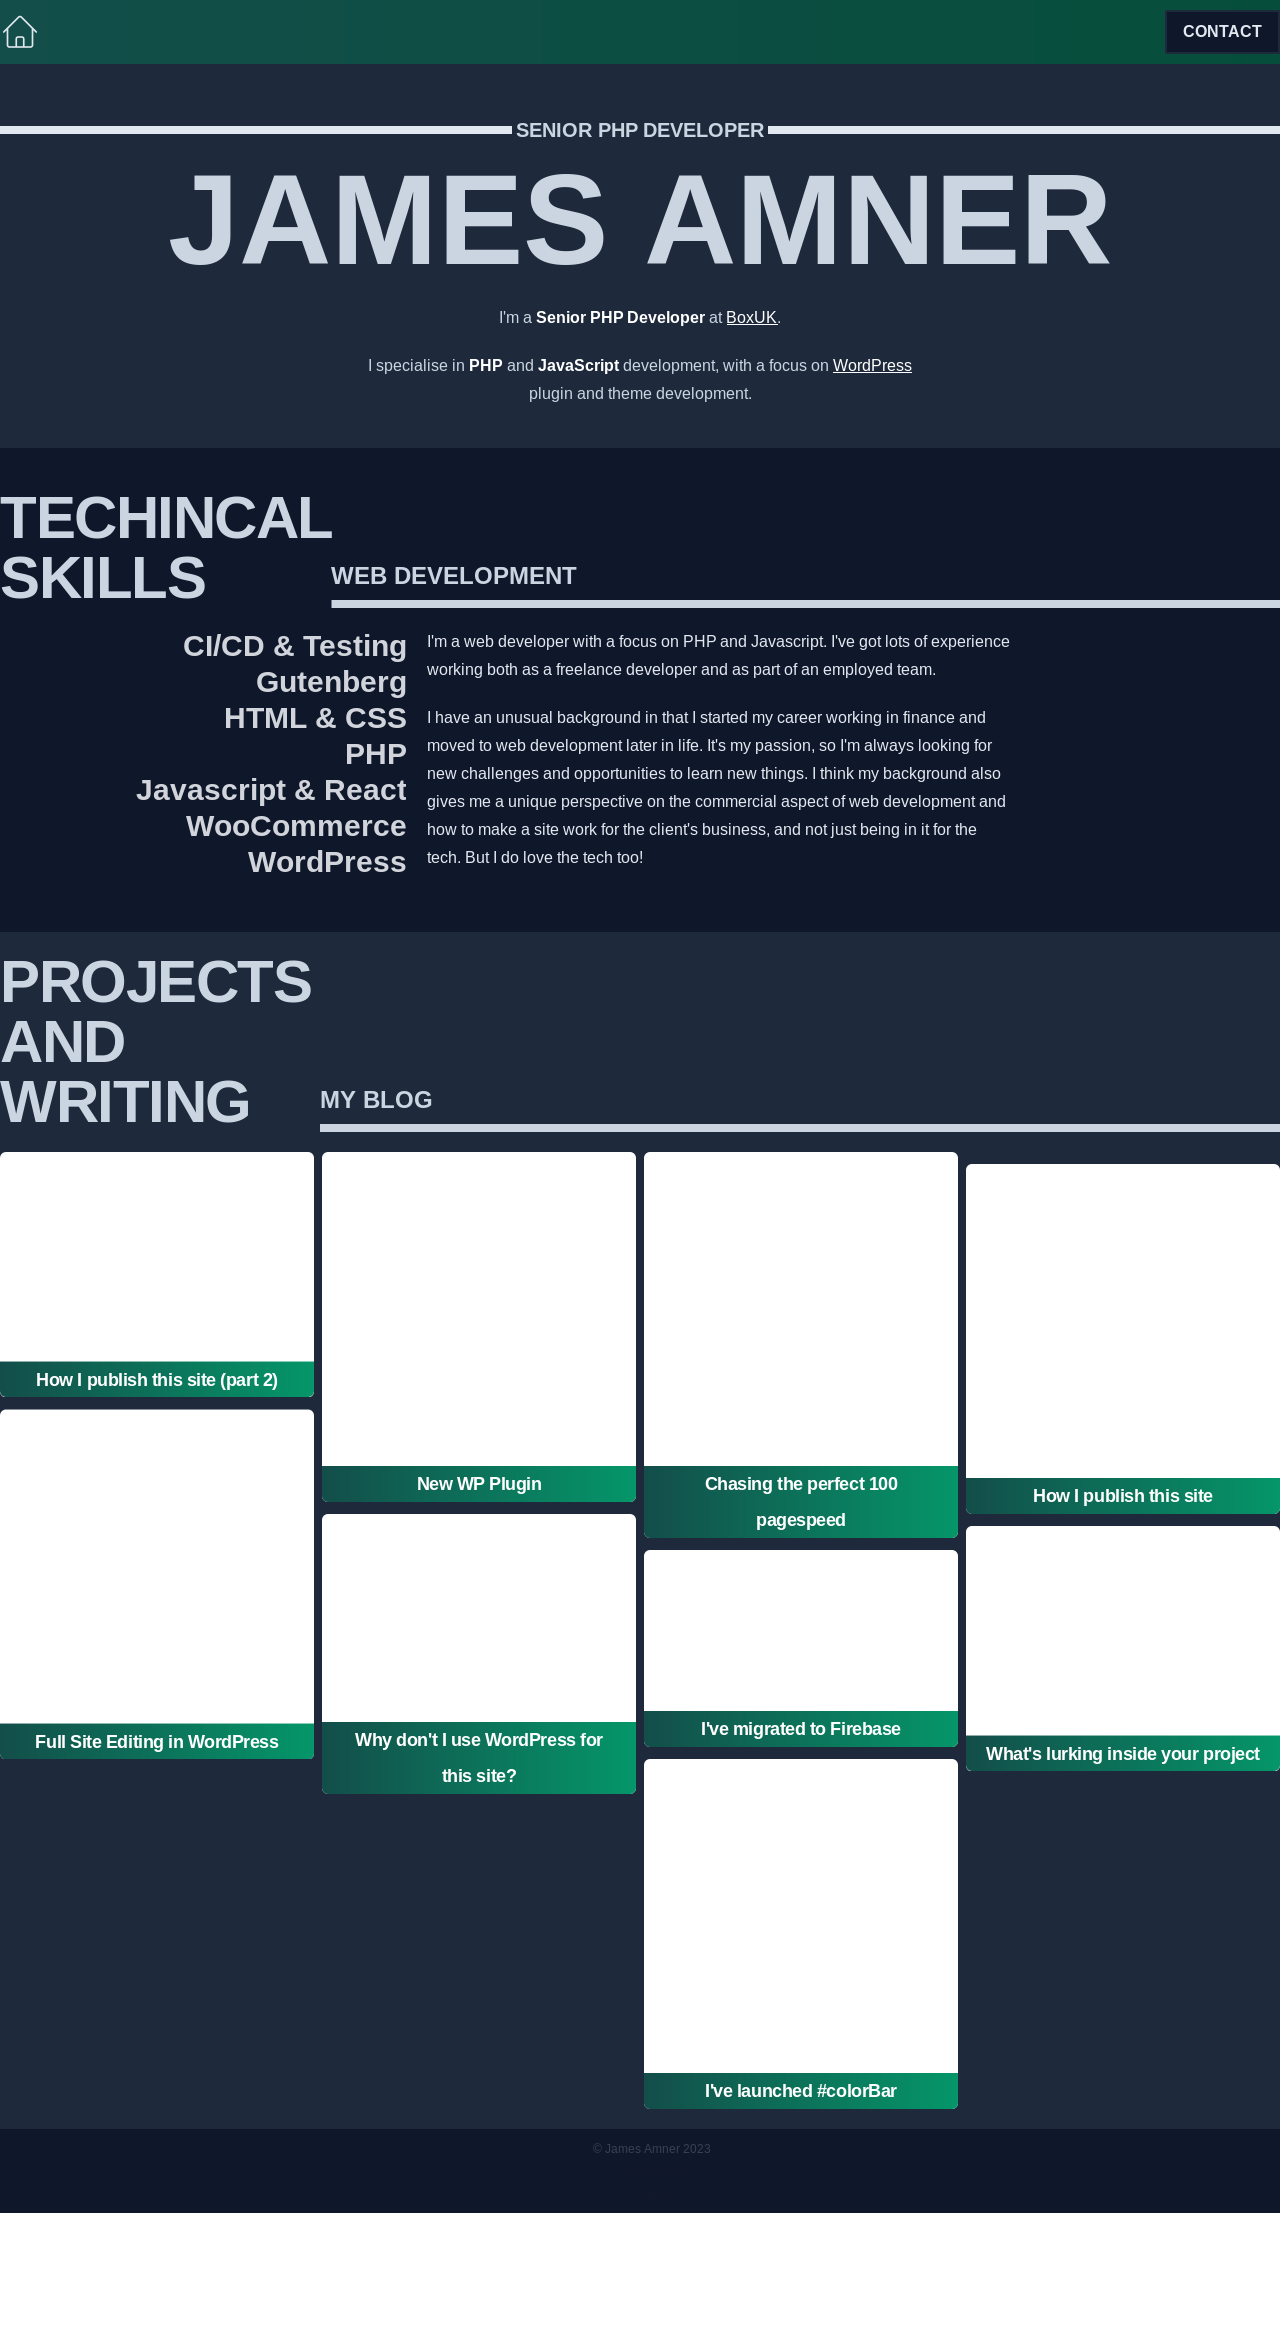 CONTACT
SENIOR PHP DEVELOPER
JAMES AMNER
I'm a Senior PHP Developer at BoxUK.
I specialise in PHP and JavaScript development, with a focus on WordPress
plugin and theme development.
TECHINCAL
SKILLS
WEB DEVELOPMENT
CI/CD & Testing
Gutenberg
HTML & CSS
PHP
Javascript & React
WooCommerce
WordPress
I'm a web developer with a focus on PHP and Javascript. I've got lots of experience
working both as a freelance developer and as part of an employed team.
I have an unusual background in that I started my career working in finance and
moved to web development later in life. It's my passion, so I'm always looking for
new challenges and opportunities to learn new things. I think my background also
gives me a unique perspective on the commercial aspect of web development and
how to make a site work for the client's business, and not just being in it for the
tech. But I do love the tech too!
PROJECTS
AND
WRITING
MY BLOG
How I publish this site (part 2)
Full Site Editing in WordPress
New WP Plugin
Why don't I use WordPress for
this site?
Chasing the perfect 100
pagespeed
I've migrated to Firebase
I've launched #colorBar
How I publish this site
What's lurking inside your project
© James Amner 2023